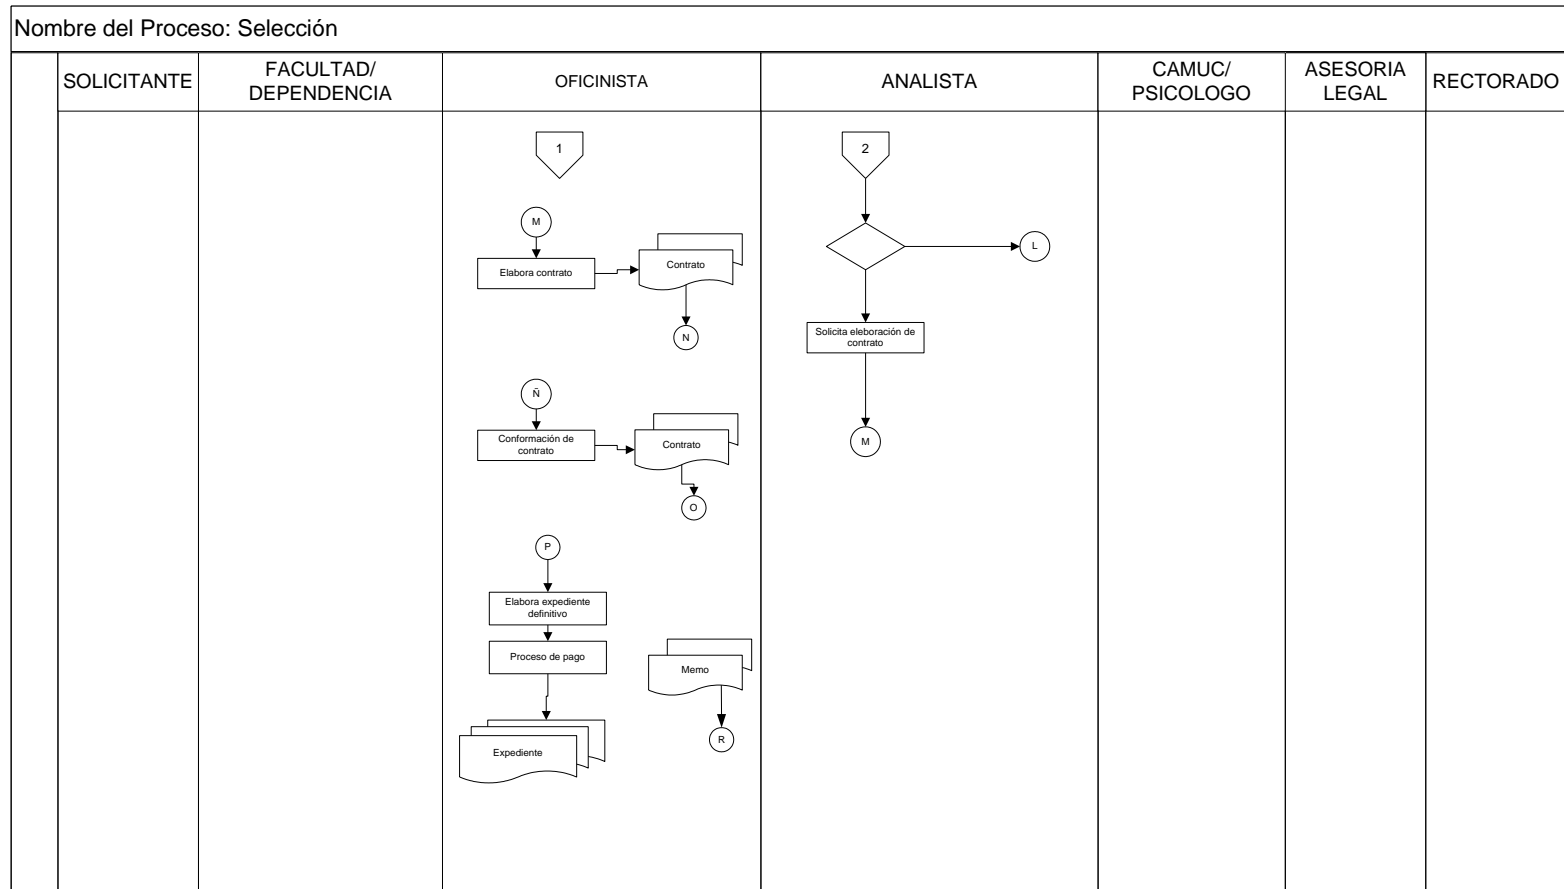 Nombre del Proceso: Selección
SOLICITANTE
FACULTAD/
DEPENDENCIA
OFICINISTA
ANALISTA
CAMUC/
PSICOLOGO
ASESORIA
LEGAL
RECTORADO
1
M
Elabora contrato
Contrato
N
Ñ
Conformación de
contrato
Contrato
O
P
Elabora expediente
definitivo
Proceso de pago
Expediente
Memo
R
2
L
Solicita eleboración de
contrato
M